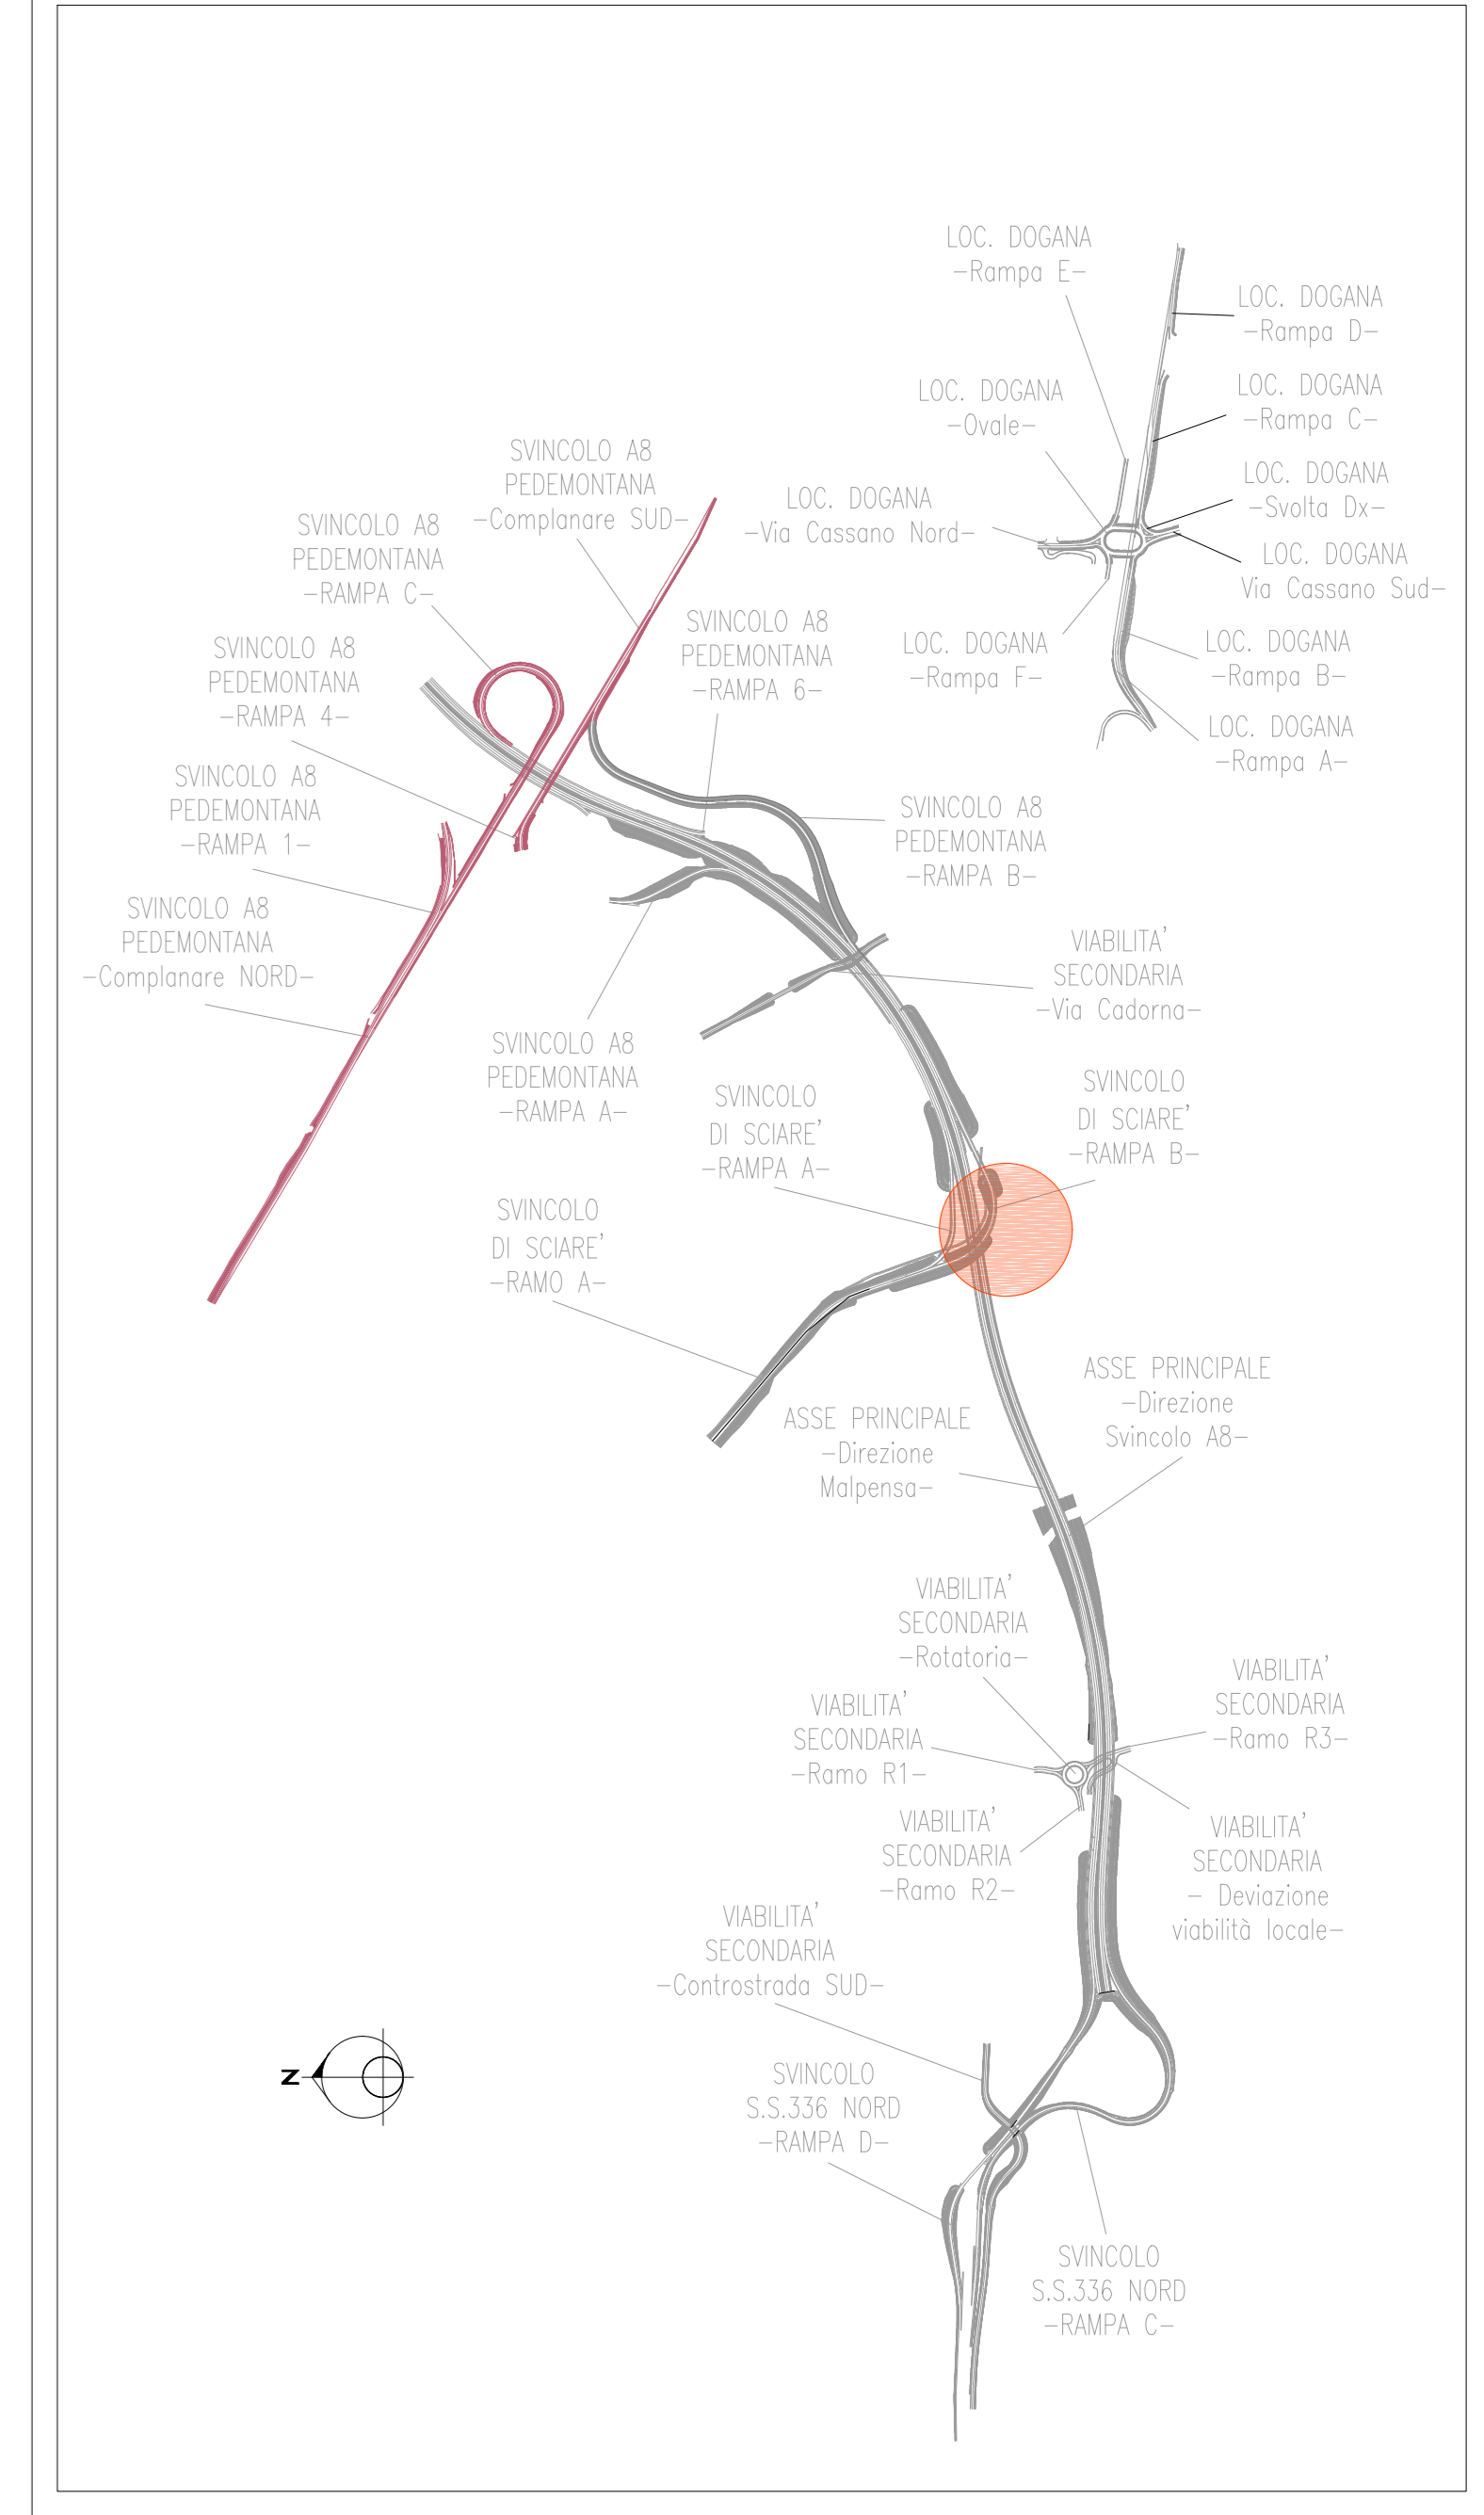 LOC. DOGANA
-Rampa E-
LOC. DOGANA
-Rampa D-
LOC. DOGANA
-Ovale-
LOC. DOGANA
-Rampa C-
SVINCOLO A8
PEDEMONTANA
-Complanare SUD-
LOC. DOGANA
-Svolta Dx-
LOC. DOGANA
-Via Cassano Nord-
SVINCOLO A8
PEDEMONTANA
-RAMPA C-
LOC. DOGANA
Via Cassano Sud-
SVINCOLO A8
PEDEMONTANA
-RAMPA 6-
LOC. DOGANA
-Rampa F-
LOC. DOGANA
-Rampa B-
SVINCOLO A8
PEDEMONTANA
-RAMPA 4-
LOC. DOGANA
-Rampa A-
SVINCOLO A8
PEDEMONTANA
-RAMPA 1-
SVINCOLO A8
PEDEMONTANA
-RAMPA B-
SVINCOLO A8
PEDEMONTANA
-Complanare NORD-
VIABILITA'
SECONDARIA
-Via Cadorna-
SVINCOLO A8
PEDEMONTANA
-RAMPA A-
SVINCOLO
DI SCIARE'
-RAMPA A-
SVINCOLO
DI SCIARE'
-RAMPA B-
SVINCOLO
DI SCIARE'
-RAMO A-
ASSE PRINCIPALE
-Direzione
Svincolo A8-
ASSE PRINCIPALE
-Direzione
Malpensa-
VIABILITA'
SECONDARIA
-Rotatoria-
VIABILITA'
SECONDARIA
-Ramo R3-
VIABILITA'
SECONDARIA
-Ramo R1-
VIABILITA'
SECONDARIA
-Ramo R2-
VIABILITA'
SECONDARIA
- Deviazione
viabilità locale-
VIABILITA'
SECONDARIA
-Controstrada SUD-
N
SVINCOLO
S.S.336 NORD
-RAMPA D-
SVINCOLO
S.S.336 NORD
-RAMPA C-